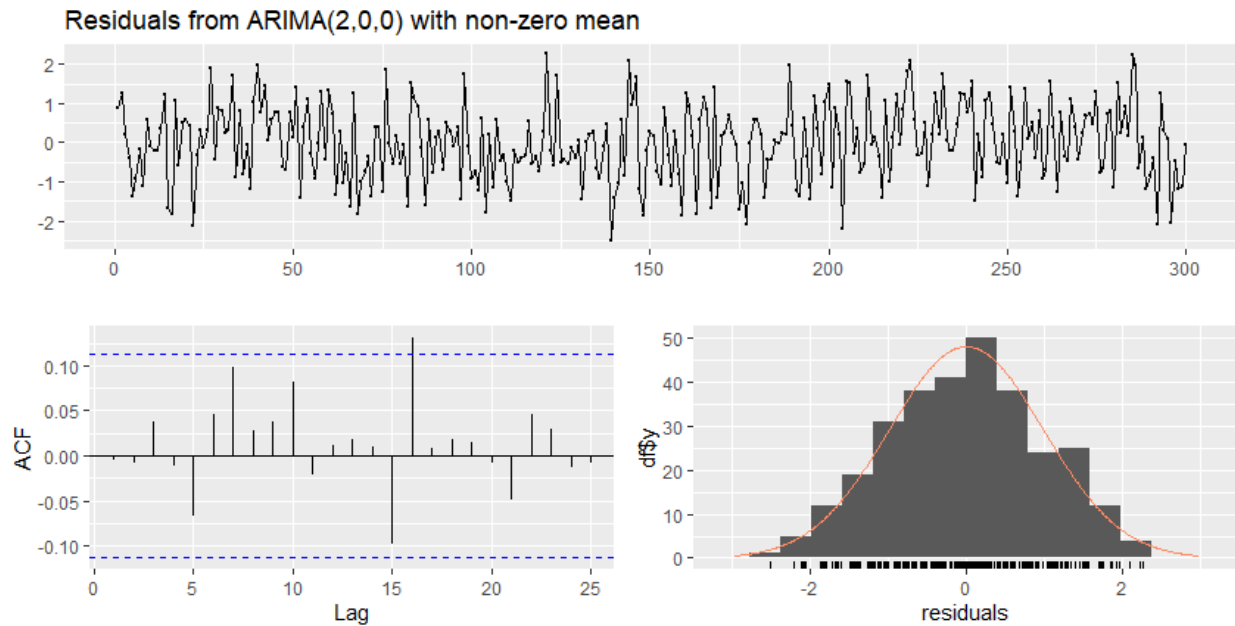 Residuals from ARIMA(2,0,0) with non-zero mean
2
1
0
-1
-2
0 50 100 150 200 250 300
ACF
0.10
0.05
0.00
-0.05
-0.10
0 5 10 15 20 25
Lag
df$y
50
40
30
20
10
0
-2 0 2
residuals